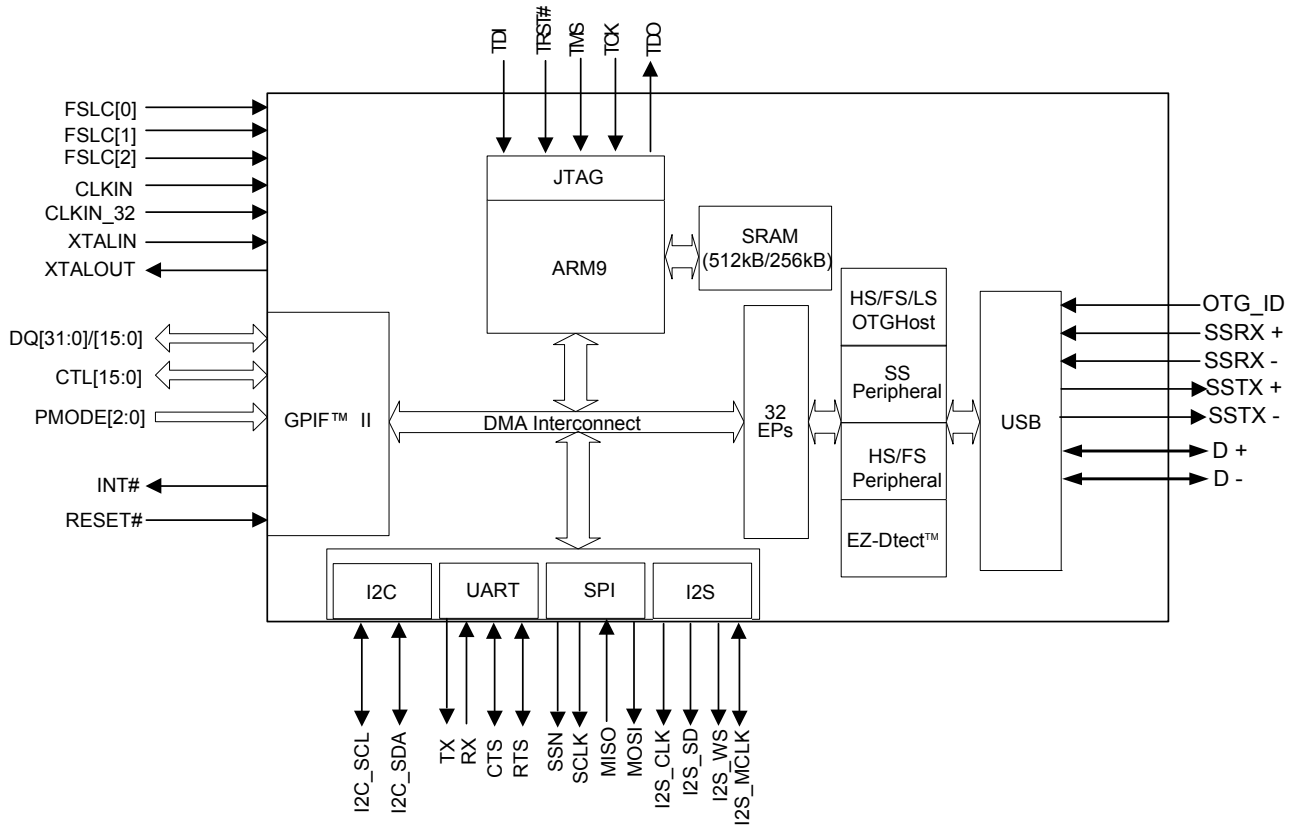 TDI
TRST#
TMS
TCK
TDO
FSLC[0]
FSLC[1]
FSLC[2]
CLKIN
CLKIN_32
XTALIN
XTALOUT
DQ[31:0]/[15:0]
CTL[15:0]
PMODE[2:0]
INT#
RESET#
JTAG
ARM9
SRAM
(512kB/256kB)
GPIF™ II
DMA Interconnect
32
EPs
HS/FS/LS
OTGHost
SS
Peripheral
HS/FS
Peripheral
EZ-Dtect™
USB
OTG_ID
SSRX +
SSRX -
SSTX +
SSTX -
D +
D -
I2C
UART
SPI
I2S
I2C_SCL
I2C_SDA
TX
RX
CTS
RTS
SSN
SCLK
MISO
MOSI
I2S_CLK
I2S_SD
I2S_WS
I2S_MCLK